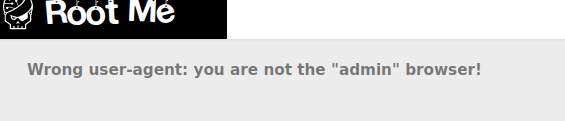 Root Me
Wrong user-agent: you are not the "admin" browser!